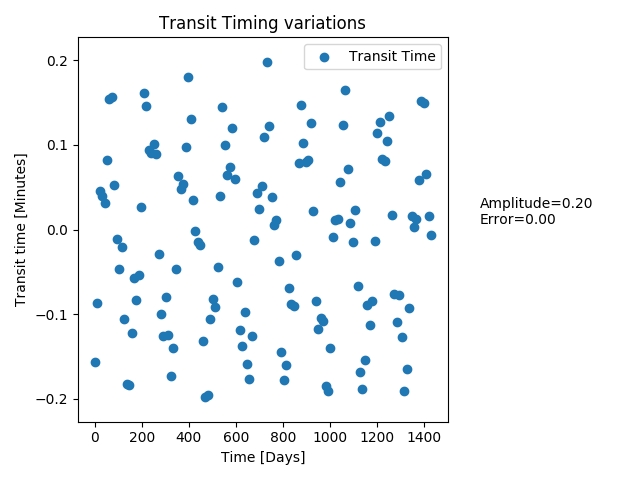 Transit Timing variations
Transit Time
0.2
0.1
0.0
−0.1
−0.2
Transit time [Minutes]
0 200 400 600 800 1000 1200 1400
Time [Days]
Amplitude=0.20
Error=0.00